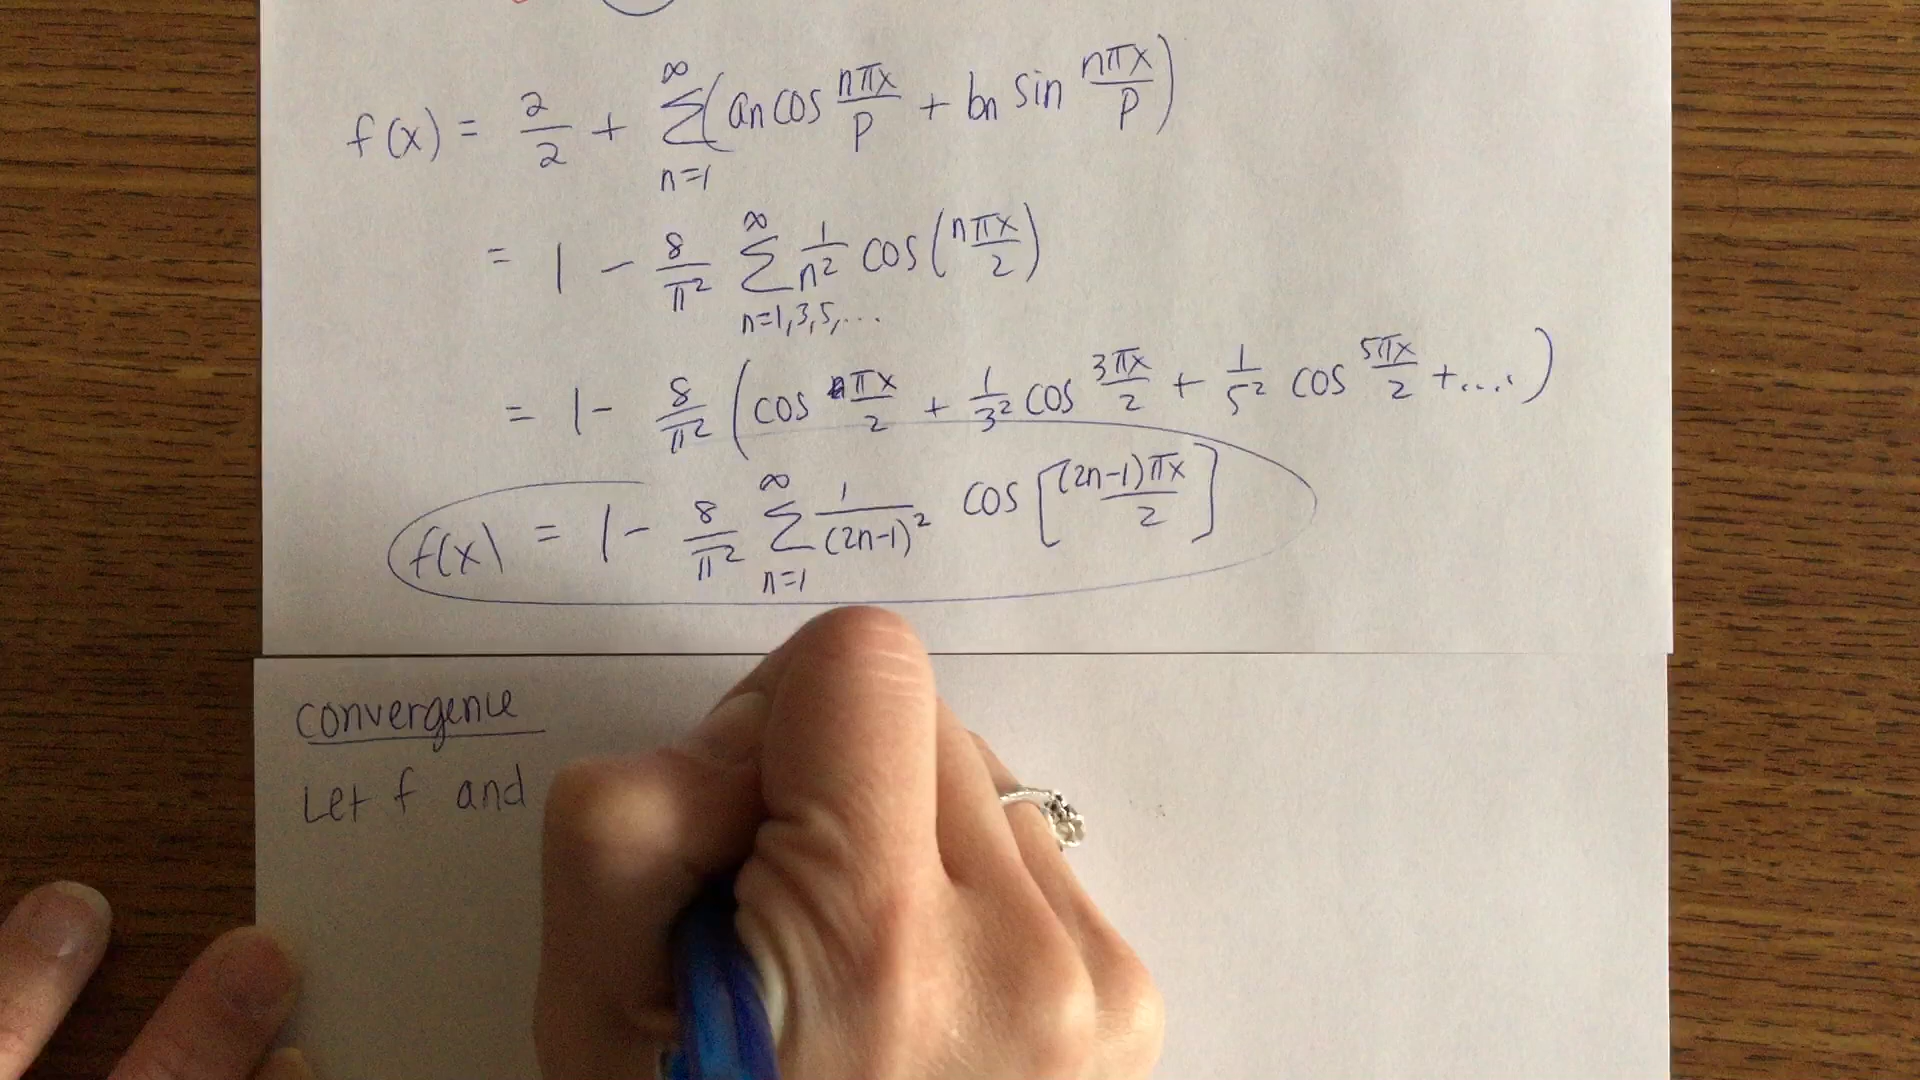 f(x) = 2/2 + ∞ Σ n=1 (an cos nπx/p + bn sin nπx/p)
= 1 - 8/π² ∞ Σ n=1,3,5,... 1/n² cos(nπx/2)
= 1 - 8/π² (cos πx/2 + 1/3² cos 3πx/2 + 1/5² cos 5πx/2 + ....)
f(x) = 1 - 8/π² ∞ Σ n=1 1/(2n-1)² cos[(2n-1)πx/2]
convergence
Let f and